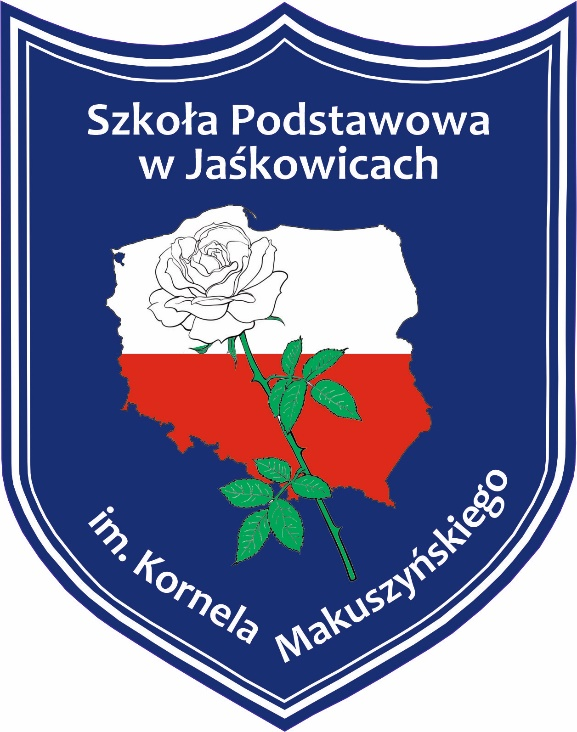 Szkoła Podstawowa
w Jaśkowicach
im. Kornela Makuszyńskiego